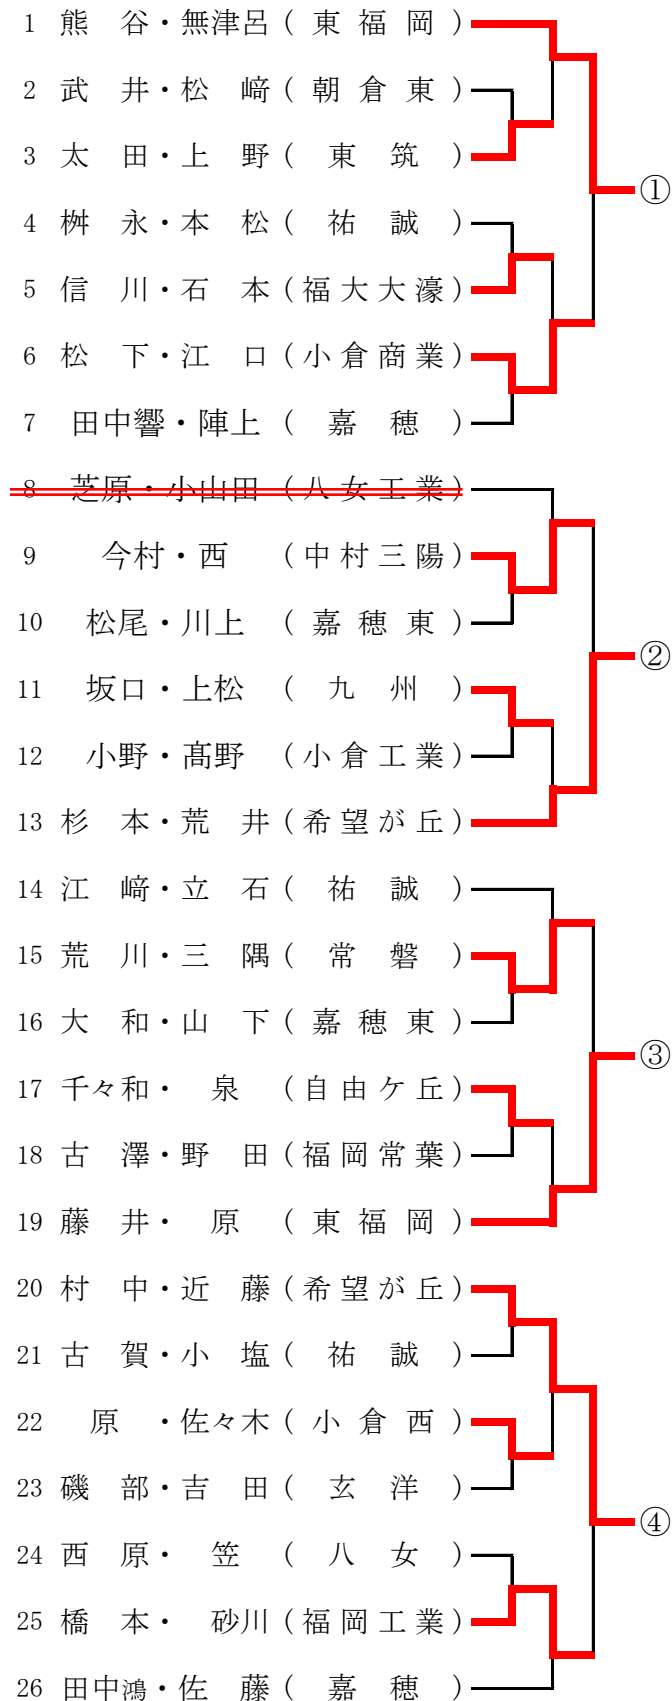 1 熊谷・無津呂(東福岡)
2 武井・松﨑(朝倉東)
3 太田・上野(東筑)
①
4 桝永・本松(祐誠)
5 信川・石本(福大大濠)
6 松下・江口(小倉商業)
7 田中響・陣上(嘉穂)
8 芝原・小山田(八女工業)
9 今村・西(中村三陽)
10 松尾・川上(嘉穂東)
②
11 坂口・上松(九州)
12 小野・髙野(小倉工業)
13 杉本・荒井(希望が丘)
14 江﨑・立石(祐誠)
15 荒川・三隅(常磐)
16 大和・山下(嘉穂東)
③
17 千々和・泉(自由ケ丘)
18 古澤・野田(福岡常葉)
19 藤井・原(東福岡)
20 村中・近藤(希望が丘)
21 古賀・小塩(祐誠)
22 原・佐々木(小倉西)
23 磯部・吉田(玄洋)
④
24 西原・笠(八女)
25 橋本・砂川(福岡工業)
26 田中鴻・佐藤(嘉穂)